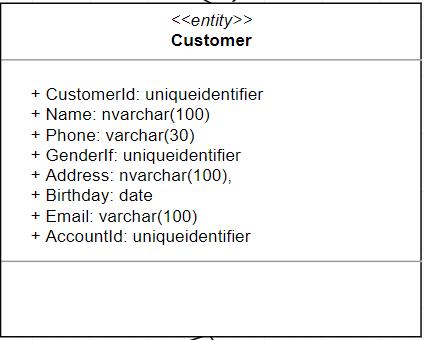 <<entity>>
Customer
+ CustomerId: uniqueidentifier
+ Name: nvarchar(100)
+ Phone: varchar(30)
+ GenderIf: uniqueidentifier
+ Address: nvarchar(100),
+ Birthday: date
+ Email: varchar(100)
+ AccountId: uniqueidentifier